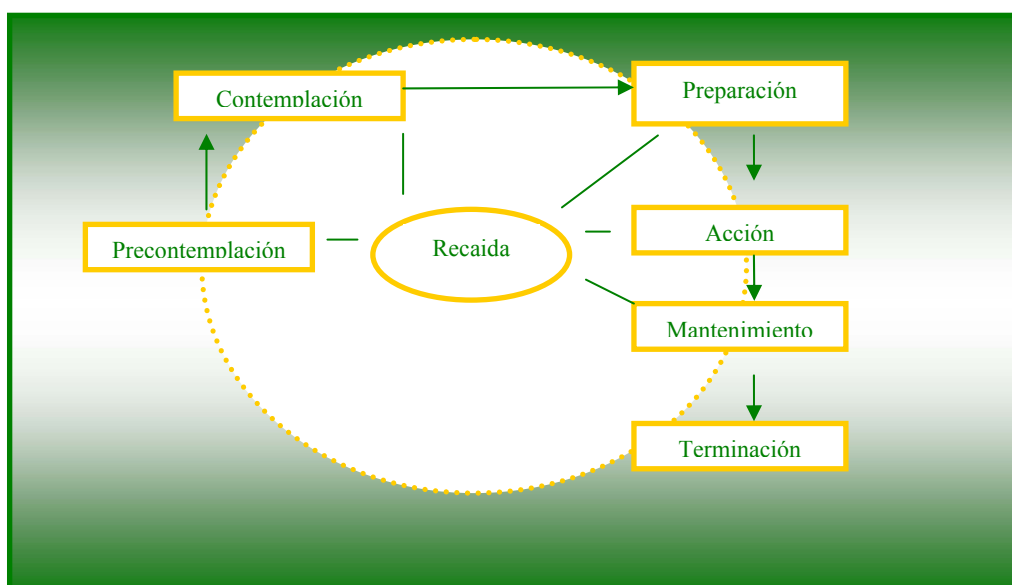 Contemplación
Preparación
Precontemplación
Recaida
Acción
Mantenimiento
Terminación